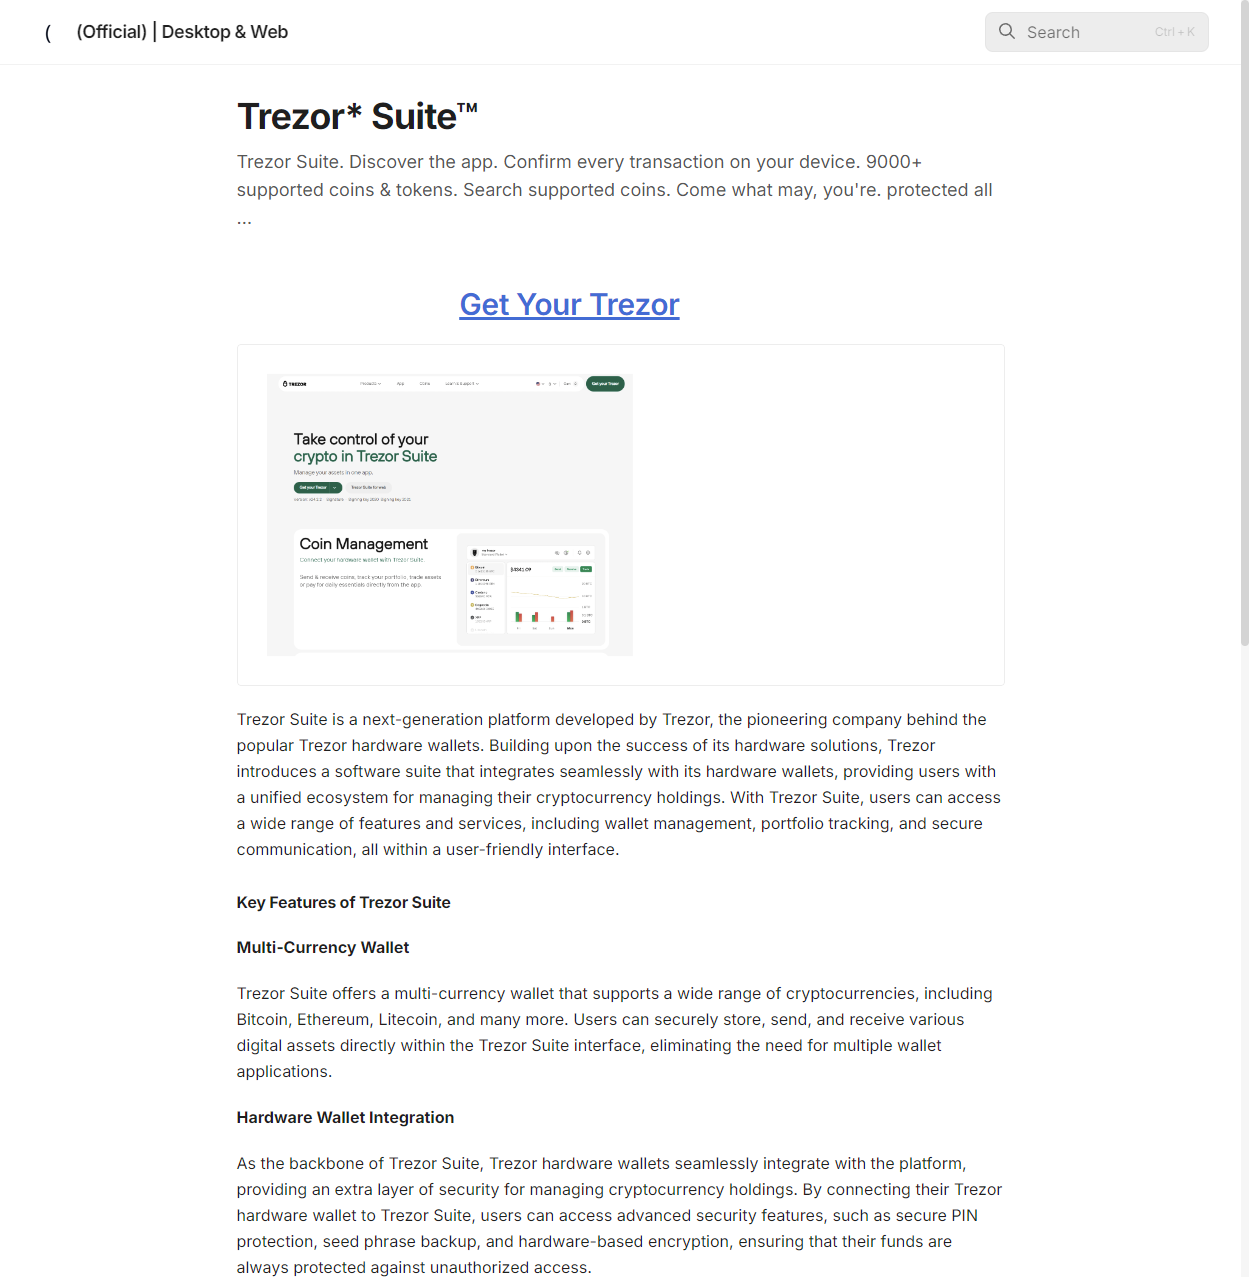 (
(Official) | Desktop & Web
Search
Ctrl + K
Trezor* Suite™
Trezor Suite. Discover the app. Confirm every transaction on your device. 9000+
supported coins & tokens. Search supported coins. Come what may, you're. protected all
...
Get Your Trezor
TREZOR
Products
App
Coins
Learn & Support
Get your Trezor
Take control of your
crypto in Trezor Suite
Manage your assets in one app.
Get your Trezor
Trezor Suite for web
Coin Management
Connect your hardware wallet with Trezor Suite.
Send & receive coins, track your portfolio, trade assets
or pay for daily essentials directly from the app.
Trezor Suite is a next-generation platform developed by Trezor, the pioneering company behind the
popular Trezor hardware wallets. Building upon the success of its hardware solutions, Trezor
introduces a software suite that integrates seamlessly with its hardware wallets, providing users with
a unified ecosystem for managing their cryptocurrency holdings. With Trezor Suite, users can access
a wide range of features and services, including wallet management, portfolio tracking, and secure
communication, all within a user-friendly interface.
Key Features of Trezor Suite
Multi-Currency Wallet
Trezor Suite offers a multi-currency wallet that supports a wide range of cryptocurrencies, including
Bitcoin, Ethereum, Litecoin, and many more. Users can securely store, send, and receive various
digital assets directly within the Trezor Suite interface, eliminating the need for multiple wallet
applications.
Hardware Wallet Integration
As the backbone of Trezor Suite, Trezor hardware wallets seamlessly integrate with the platform,
providing an extra layer of security for managing cryptocurrency holdings. By connecting their Trezor
hardware wallet to Trezor Suite, users can access advanced security features, such as secure PIN
protection, seed phrase backup, and hardware-based encryption, ensuring that their funds are
always protected against unauthorized access.